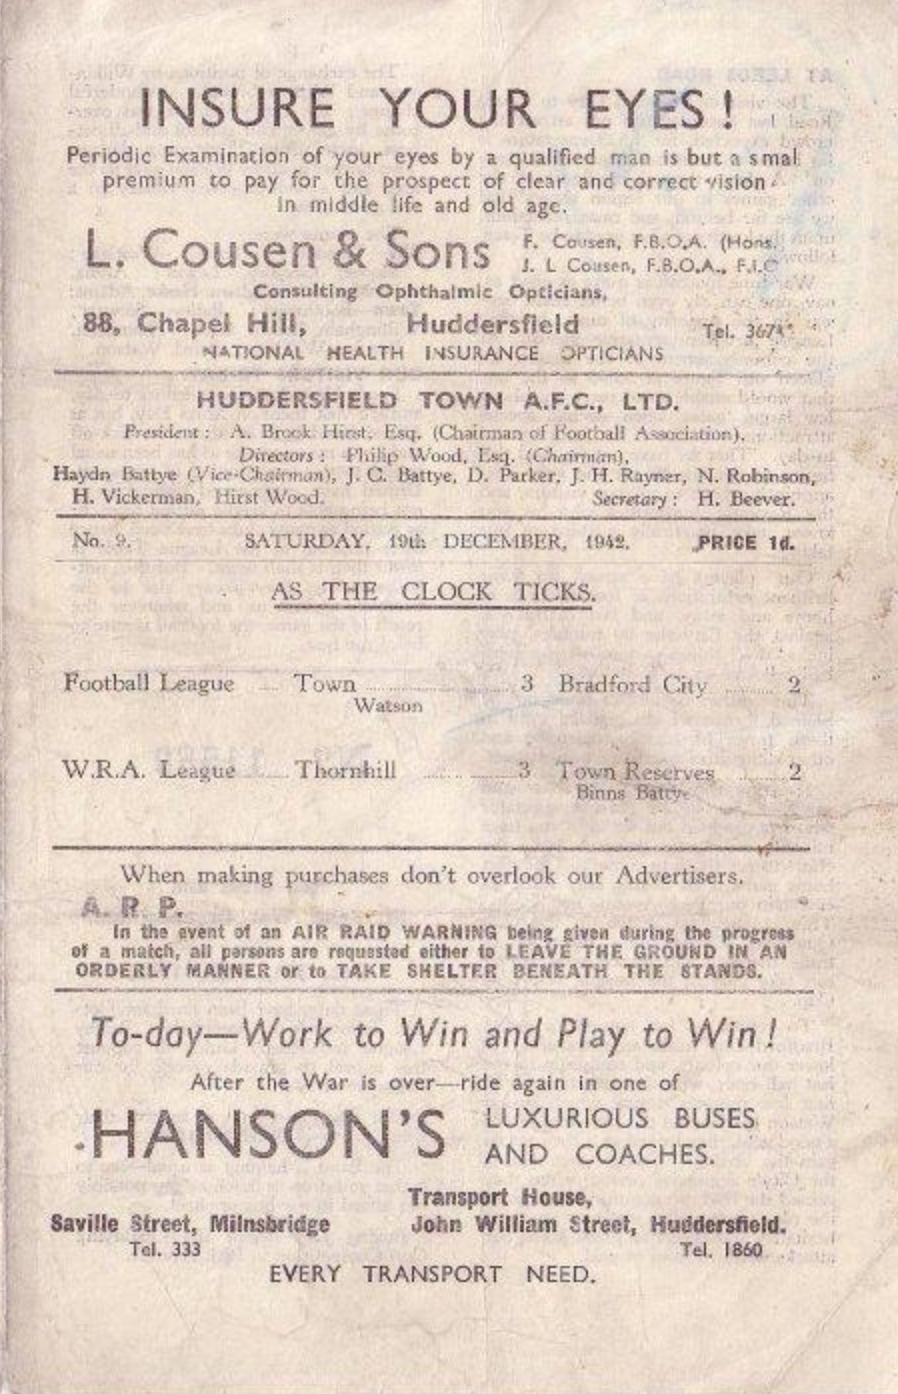 INSURE YOUR EYES!
Periodic Examination of your eyes by a qualified man is but a smal
premium to pay for the prospect of clear and correct vision
in middle life and old age.
L. Cousen & Sons
F. Cousen, F.B.O.A. (Hons.
J. L Cousen, F.B.O.A., F.I.C
Consulting Ophthalmic Opticians,
88, Chapel Hill, Huddersfield Tel. 3674
NATIONAL HEALTH INSURANCE OPTICIANS
HUDDERSFIELD TOWN A.F.C., LTD.
President: A. Brook Hirst, Esq. (Chairman of Football Association).
Directors: Philip Wood, Esq. (Chairman),
Haydn Battye (Vice-Chairman), J. C. Battye, D. Parker, J. H. Rayner, N. Robinson,
H. Vickerman, Hirst Wood. Secretary: H. Beever.
No. 9. SATURDAY, 19th DECEMBER, 1942. PRICE 1d.
AS THE CLOCK TICKS.
Football League ..... Town ..... 3 Bradford City ..... 2
Watson
W.R.A. League ..... Thornhill ..... 3 Town Reserves ..... 2
Binns Battye
When making purchases don't overlook our Advertisers.
A. R. P.
In the event of an AIR RAID WARNING being given during the progress
of a match, all persons are requested either to LEAVE THE GROUND IN AN
ORDERLY MANNER or to TAKE SHELTER BENEATH THE STANDS.
To-day—Work to Win and Play to Win!
After the War is over—ride again in one of
HANSON'S LUXURIOUS BUSES
AND COACHES.
Transport House,
Saville Street, Milnsbridge John William Street, Huddersfield.
Tel. 333 Tel. 1860
EVERY TRANSPORT NEED.